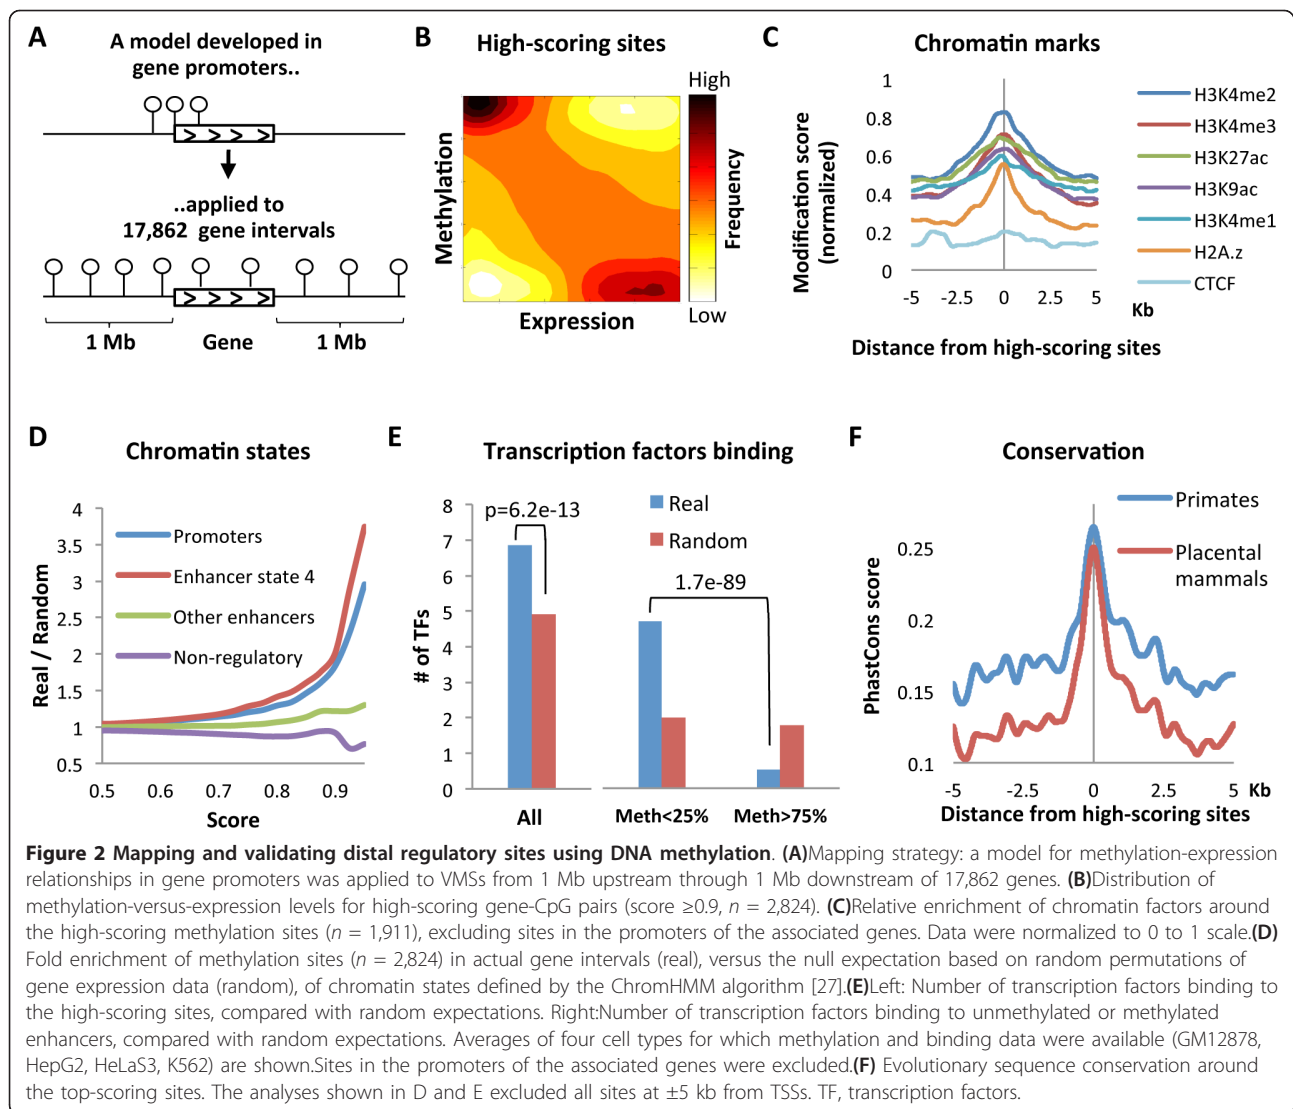 A
A model developed in
gene promoters..
> > > >
..applied to
17,862 gene intervals
> > > >
1 Mb
Gene
1 Mb
B
High-scoring sites
Methylation
Expression
High
Frequency
Low
C
Chromatin marks
Modification score
(normalized)
1
0.8
0.6
0.4
0.2
0
-5
-2.5
0
2.5
5
Kb
Distance from high-scoring sites
H3K4me2
H3K4me3
H3K27ac
H3K9ac
H3K4me1
H2A.z
CTCF
D
Chromatin states
Real / Random
4
3.5
3
2.5
2
1.5
1
0.5
Promoters
Enhancer state 4
Other enhancers
Non-regulatory
0.5
0.6
0.7
0.8
0.9
Score
E
Transcription factors binding
# of TFs
8
7
6
5
4
3
2
1
0
p=6.2e-13
Real
Random
1.7e-89
All
Meth<25%
Meth>75%
F
Conservation
PhastCons score
Primates
Placental
mammals
0.25
0.2
0.15
0.1
-5
-2.5
0
2.5
5
Kb
Distance from high-scoring sites
Figure 2 Mapping and validating distal regulatory sites using DNA methylation. (A)Mapping strategy: a model for methylation-expression
relationships in gene promoters was applied to VMSs from 1 Mb upstream through 1 Mb downstream of 17,862 genes. (B)Distribution of
methylation-versus-expression levels for high-scoring gene-CpG pairs (score ≥0.9, n = 2,824). (C)Relative enrichment of chromatin factors around
the high-scoring methylation sites (n = 1,911), excluding sites in the promoters of the associated genes. Data were normalized to 0 to 1 scale.(D)
Fold enrichment of methylation sites (n = 2,824) in actual gene intervals (real), versus the null expectation based on random permutations of
gene expression data (random), of chromatin states defined by the ChromHMM algorithm [27].(E)Left: Number of transcription factors binding to
the high-scoring sites, compared with random expectations. Right:Number of transcription factors binding to unmethylated or methylated
enhancers, compared with random expectations. Averages of four cell types for which methylation and binding data were available (GM12878,
HepG2, HeLaS3, K562) are shown.Sites in the promoters of the associated genes were excluded.(F) Evolutionary sequence conservation around
the top-scoring sites. The analyses shown in D and E excluded all sites at ±5 kb from TSSs. TF, transcription factors.